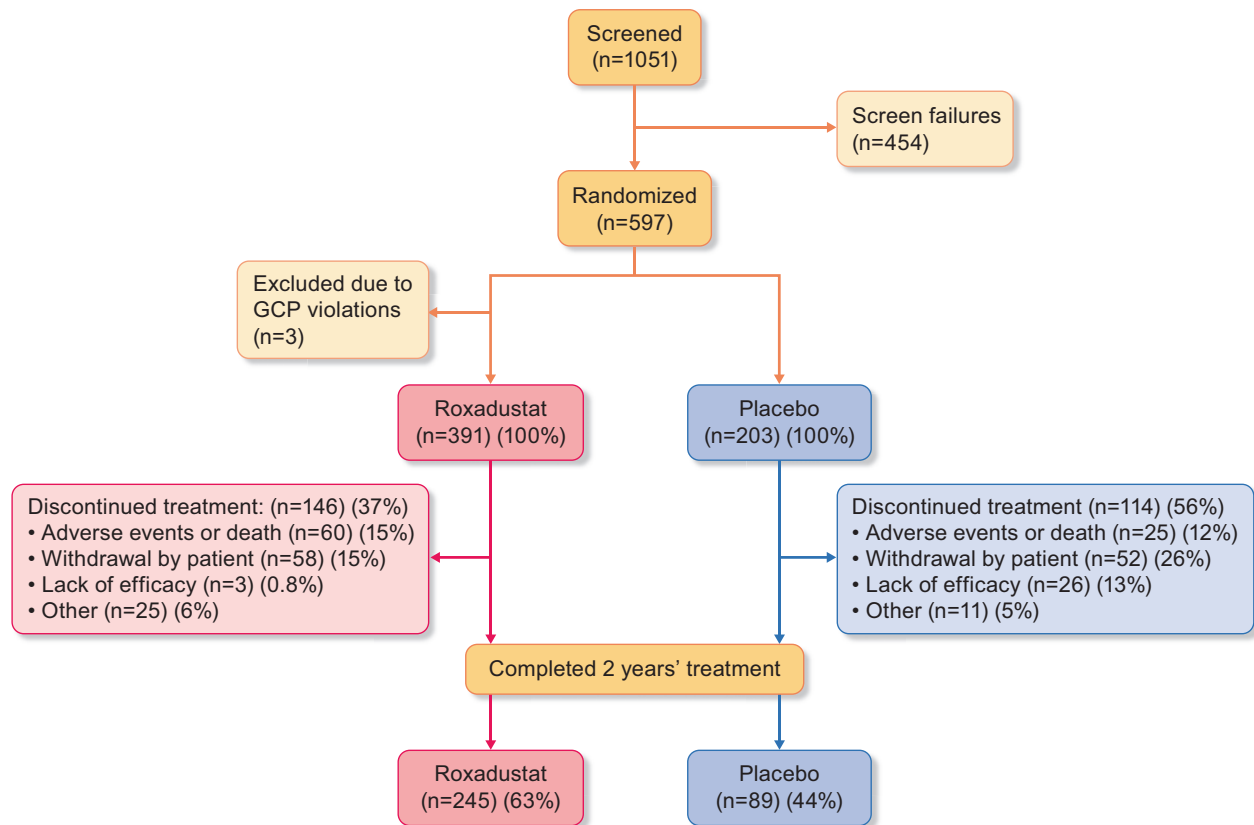 Screened
(n=1051)
Screen failures
(n=454)
Randomized
(n=597)
Excluded due to
GCP violations
(n=3)
Roxadustat
(n=391) (100%)
Placebo
(n=203) (100%)
Discontinued treatment: (n=146) (37%)
• Adverse events or death (n=60) (15%)
• Withdrawal by patient (n=58) (15%)
• Lack of efficacy (n=3) (0.8%)
• Other (n=25) (6%)
Discontinued treatment (n=114) (56%)
• Adverse events or death (n=25) (12%)
• Withdrawal by patient (n=52) (26%)
• Lack of efficacy (n=26) (13%)
• Other (n=11) (5%)
Completed 2 years’ treatment
Roxadustat
(n=245) (63%)
Placebo
(n=89) (44%)